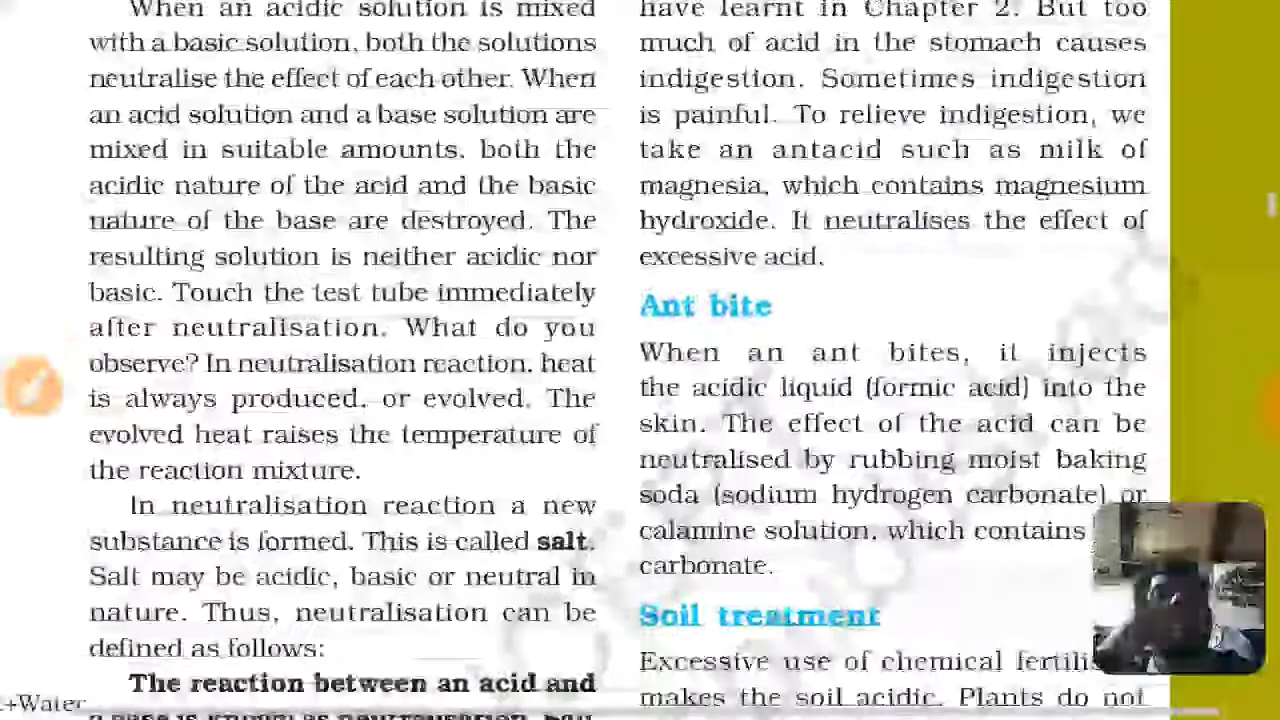 When an acidic solution is mixed
with a basic solution, both the solutions
neutralise the effect of each other. When
an acid solution and a base solution are
mixed in suitable amounts, both the
acidic nature of the acid and the basic
nature of the base are destroyed. The
resulting solution is neither acidic nor
basic. Touch the test tube immediately
after neutralisation. What do you
observe? In neutralisation reaction, heat
is always produced, or evolved. The
evolved heat raises the temperature of
the reaction mixture.
In neutralisation reaction a new
substance is formed. This is called salt.
Salt may be acidic, basic or neutral in
nature. Thus, neutralisation can be
defined as follows:
The reaction between an acid and
a base is known as neutralisation. Salt
+Water
have learnt in Chapter 2. But too
much of acid in the stomach causes
indigestion. Sometimes indigestion
is painful. To relieve indigestion, we
take an antacid such as milk of
magnesia, which contains magnesium
hydroxide. It neutralises the effect of
excessive acid.
Ant bite
When an ant bites, it injects
the acidic liquid (formic acid) into the
skin. The effect of the acid can be
neutralised by rubbing moist baking
soda (sodium hydrogen carbonate) or
calamine solution, which contains
carbonate.
Soil treatment
Excessive use of chemical fertili
makes the soil acidic. Plants do not